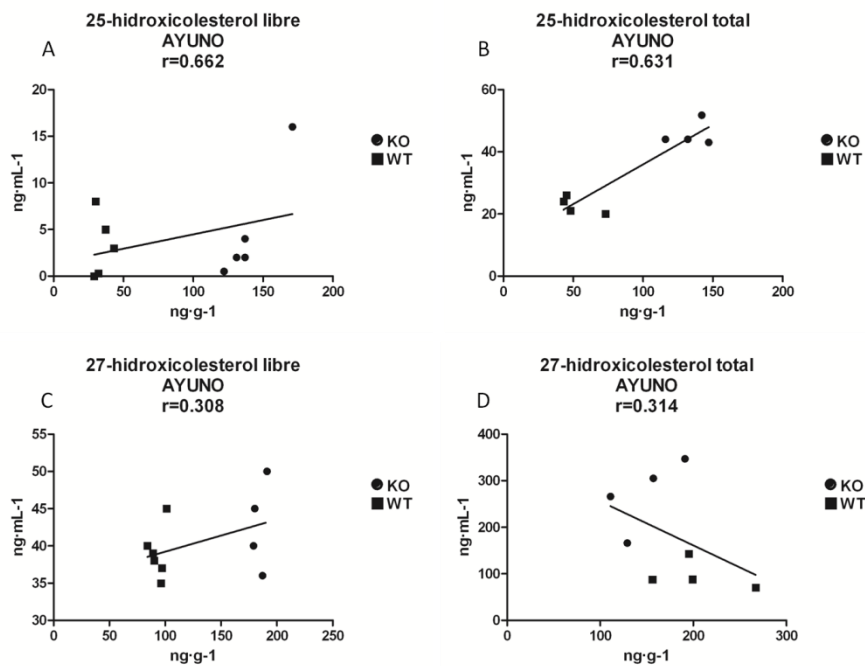 A
25-hidroxicolesterol libre
AYUNO
r=0.662
20
15
10
5
0
ng·mL-1
0 50 100 150 200
ng·g-1
KO
WT
B
25-hidroxicolesterol total
AYUNO
r=0.631
60
40
20
0
ng·mL-1
0 50 100 150 200
ng·g-1
KO
WT
C
27-hidroxicolesterol libre
AYUNO
r=0.308
55
50
45
40
35
30
ng·mL-1
0 50 100 150 200 250
ng·g-1
KO
WT
D
27-hidroxicolesterol total
AYUNO
r=0.314
400
300
200
100
0
ng·mL-1
0 100 200 300
ng·g-1
KO
WT